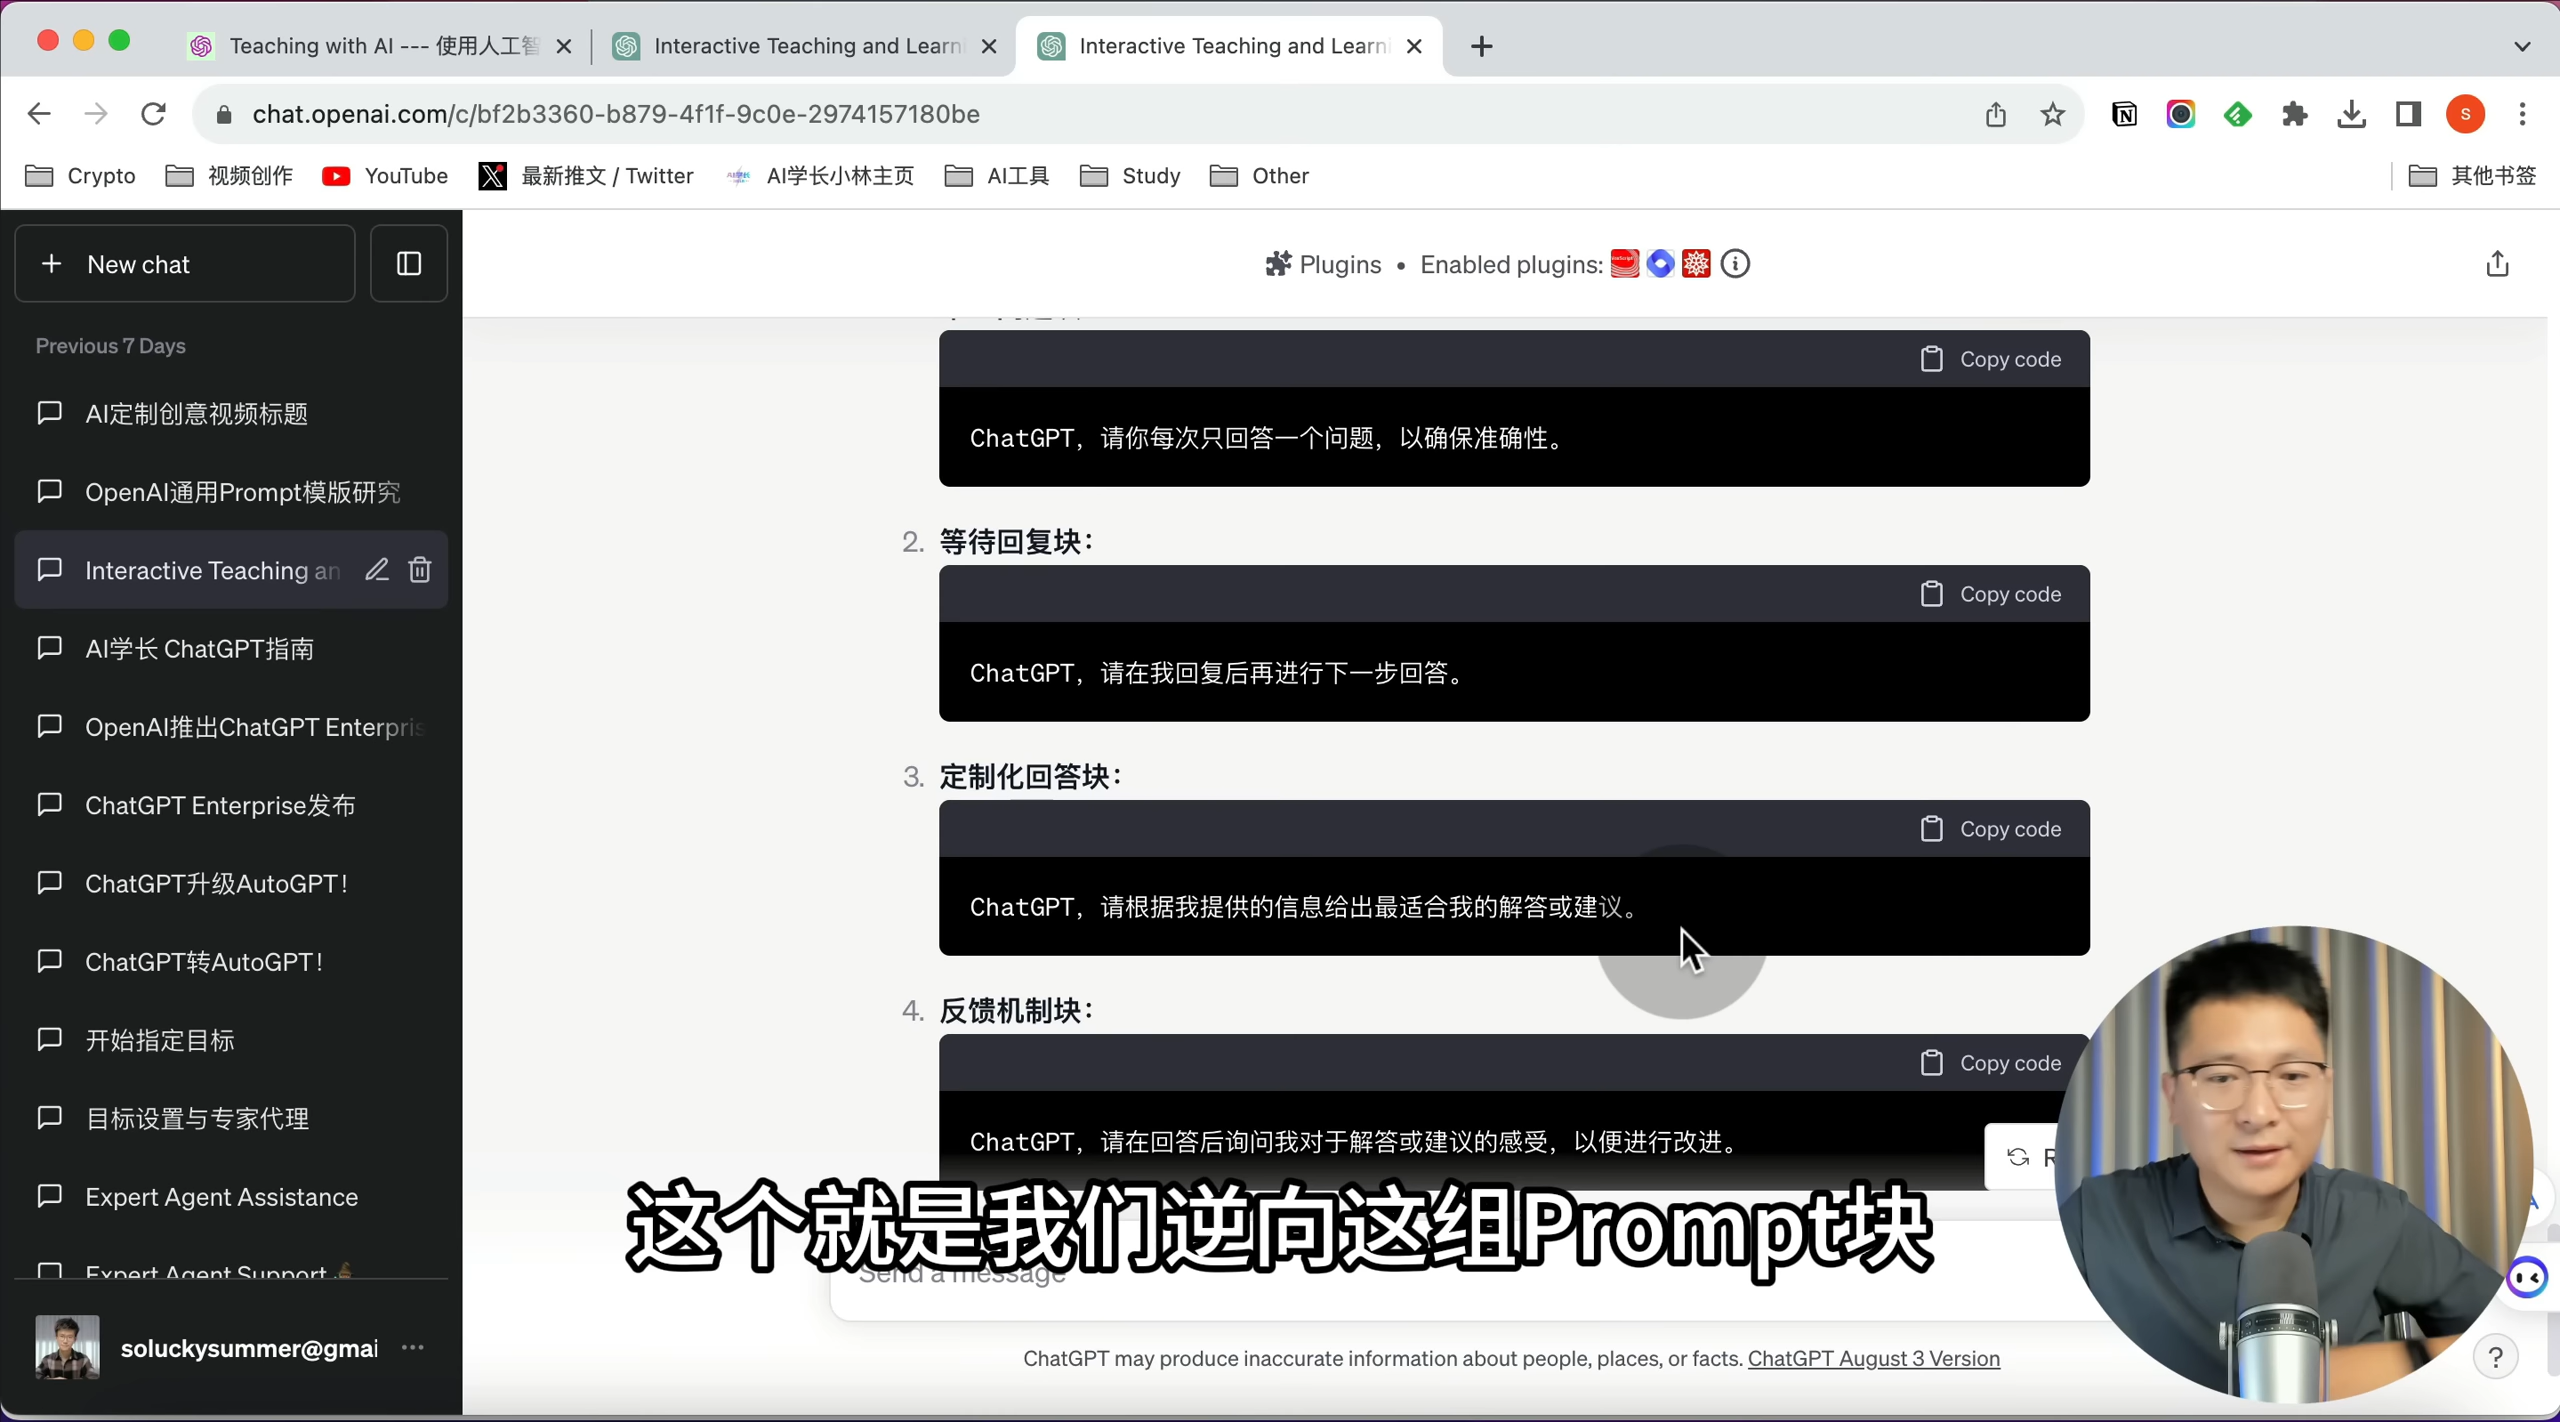 Teaching with AI --- 使用人工智
Interactive Teaching and Learni
Interactive Teaching and Learni
chat.openai.com/c/bf2b3360-b879-4f1f-9c0e-2974157180be
S
Crypto
视频创作
YouTube
最新推文 / Twitter
AI学长小林主页
AI工具
Study
Other
其他书签
New chat
Previous 7 Days
AI定制创意视频标题
OpenAI通用Prompt模版研究
Interactive Teaching an
AI学长 ChatGPT指南
OpenAI推出ChatGPT Enterpris
ChatGPT Enterprise发布
ChatGPT升级AutoGPT！
ChatGPT转AutoGPT！
开始指定目标
目标设置与专家代理
Expert Agent Assistance
Expert Agent Support
soluckysummer@gmai
Plugins • Enabled plugins:
Copy code
ChatGPT，请你每次只回答一个问题，以确保准确性。
2. 等待回复块：
Copy code
ChatGPT，请在我回复后再进行下一步回答。
3. 定制化回答块：
Copy code
ChatGPT，请根据我提供的信息给出最适合我的解答或建议。
4. 反馈机制块：
Copy code
ChatGPT，请在回答后询问我对于解答或建议的感受，以便进行改进。
R
这个就是我们逆向这组Prompt块
Send a message
ChatGPT may produce inaccurate information about people, places, or facts. ChatGPT August 3 Version
?